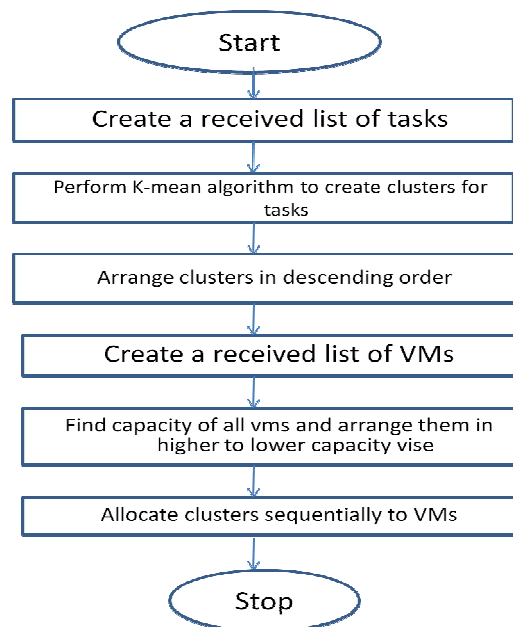 Start
Create a received list of tasks
Perform K-mean algorithm to create clusters for
tasks
Arrange clusters in descending order
Create a received list of VMs
Find capacity of all vms and arrange them in
higher to lower capacity vise
Allocate clusters sequentially to VMs
Stop